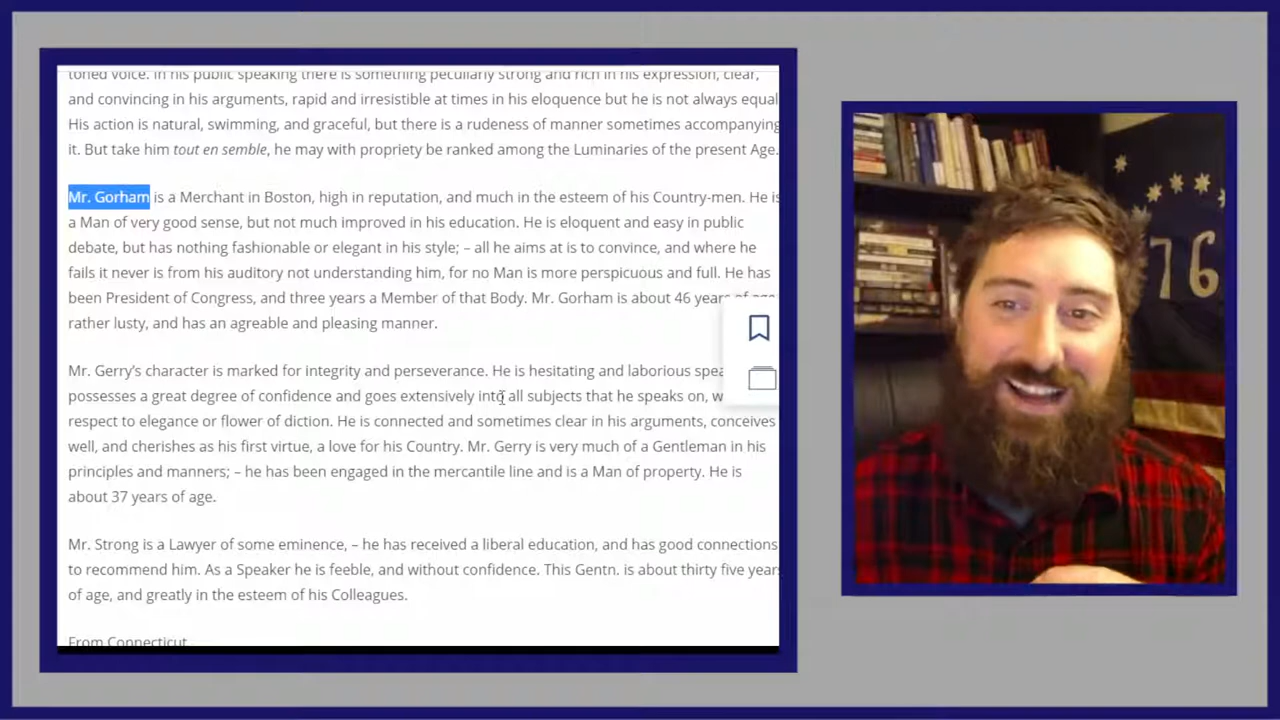 toned voice. In his public speaking there is something peculiarly strong and rich in his expression, clear,
and convincing in his arguments, rapid and irresistible at times in his eloquence but he is not always equal
His action is natural, swimming, and graceful, but there is a rudeness of manner sometimes accompanying
it. But take him tout en semble, he may with propriety be ranked among the Luminaries of the present Age.
Mr. Gorham is a Merchant in Boston, high in reputation, and much in the esteem of his Country-men. He is
a Man of very good sense, but not much improved in his education. He is eloquent and easy in public
debate, but has nothing fashionable or elegant in his style; – all he aims at is to convince, and where he
fails it never is from his auditory not understanding him, for no Man is more perspicuous and full. He has
been President of Congress, and three years a Member of that Body. Mr. Gorham is about 46 years of age
rather lusty, and has an agreable and pleasing manner.
Mr. Gerry's character is marked for integrity and perseverance. He is hesitating and laborious spea
possesses a great degree of confidence and goes extensively into all subjects that he speaks on, w
respect to elegance or flower of diction. He is connected and sometimes clear in his arguments, conceives
well, and cherishes as his first virtue, a love for his Country. Mr. Gerry is very much of a Gentleman in his
principles and manners; – he has been engaged in the mercantile line and is a Man of property. He is
about 37 years of age.
Mr. Strong is a Lawyer of some eminence, – he has received a liberal education, and has good connections
to recommend him. As a Speaker he is feeble, and without confidence. This Gentn. is about thirty five years
of age, and greatly in the esteem of his Colleagues.
From Connecticut
76